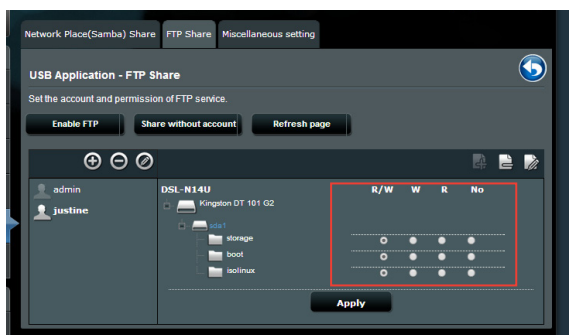 Network Place(Samba) Share FTP Share Miscellaneous setting
USB Application - FTP Share
Set the account and permission of FTP service.
Enable FTP Share without account Refresh page
admin
justine
DSL-N14U R/W W R No
Kingston DT 101 G2
sda1
storage
boot
isolinux
Apply